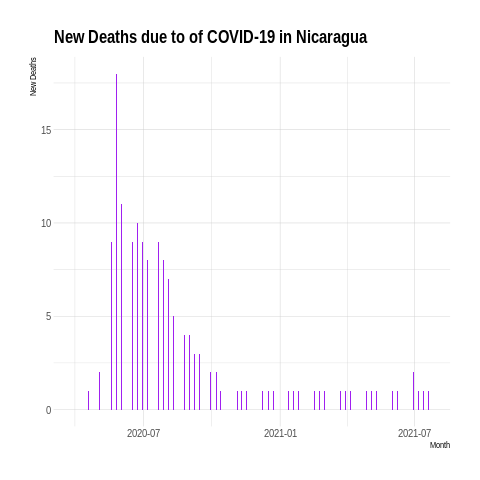 New Deaths due to of COVID-19 in Nicaragua
New Deaths
15
10
5
0
2020-07
2021-01
2021-07
Month